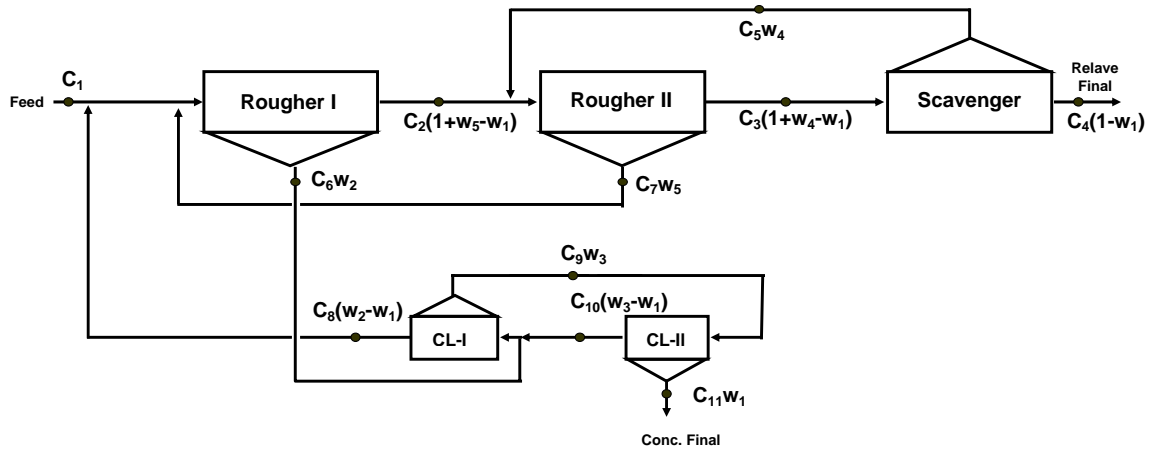 C₅w₄
C₁
Feed
Rougher I
C₂(1+w₅-w₁)
Rougher II
C₃(1+w₄-w₁)
Scavenger
Relave
Final
C₄(1-w₁)
C₆w₂
C₇w₅
C₉w₃
C₈(w₂-w₁)
C₁₀(w₃-w₁)
CL-I
CL-II
C₁₁w₁
Conc. Final